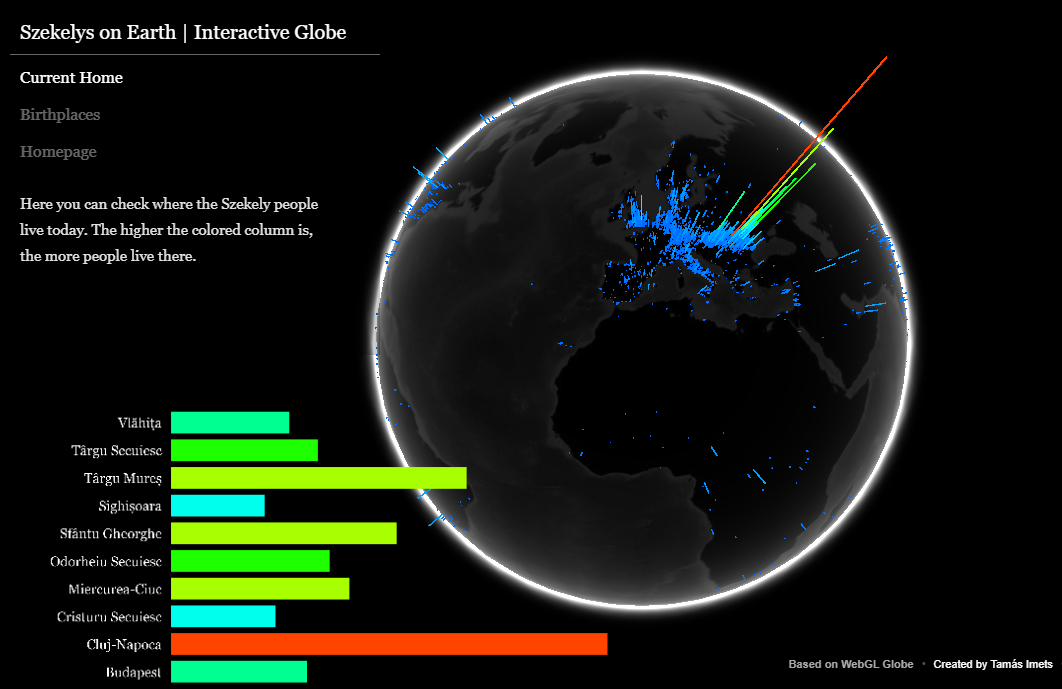 Szekelys on Earth | Interactive Globe
Current Home
Birthplaces
Homepage
Here you can check where the Szekely people
live today. The higher the colored column is,
the more people live there.
Vlăhița
Târgu Secuiesc
Târgu Mureș
Sighișoara
Sfântu Gheorghe
Odorheiu Secuiesc
Miercurea-Ciuc
Cristuru Secuiesc
Cluj-Napoca
Budapest
Based on WebGL Globe • Created by Tamás Imets